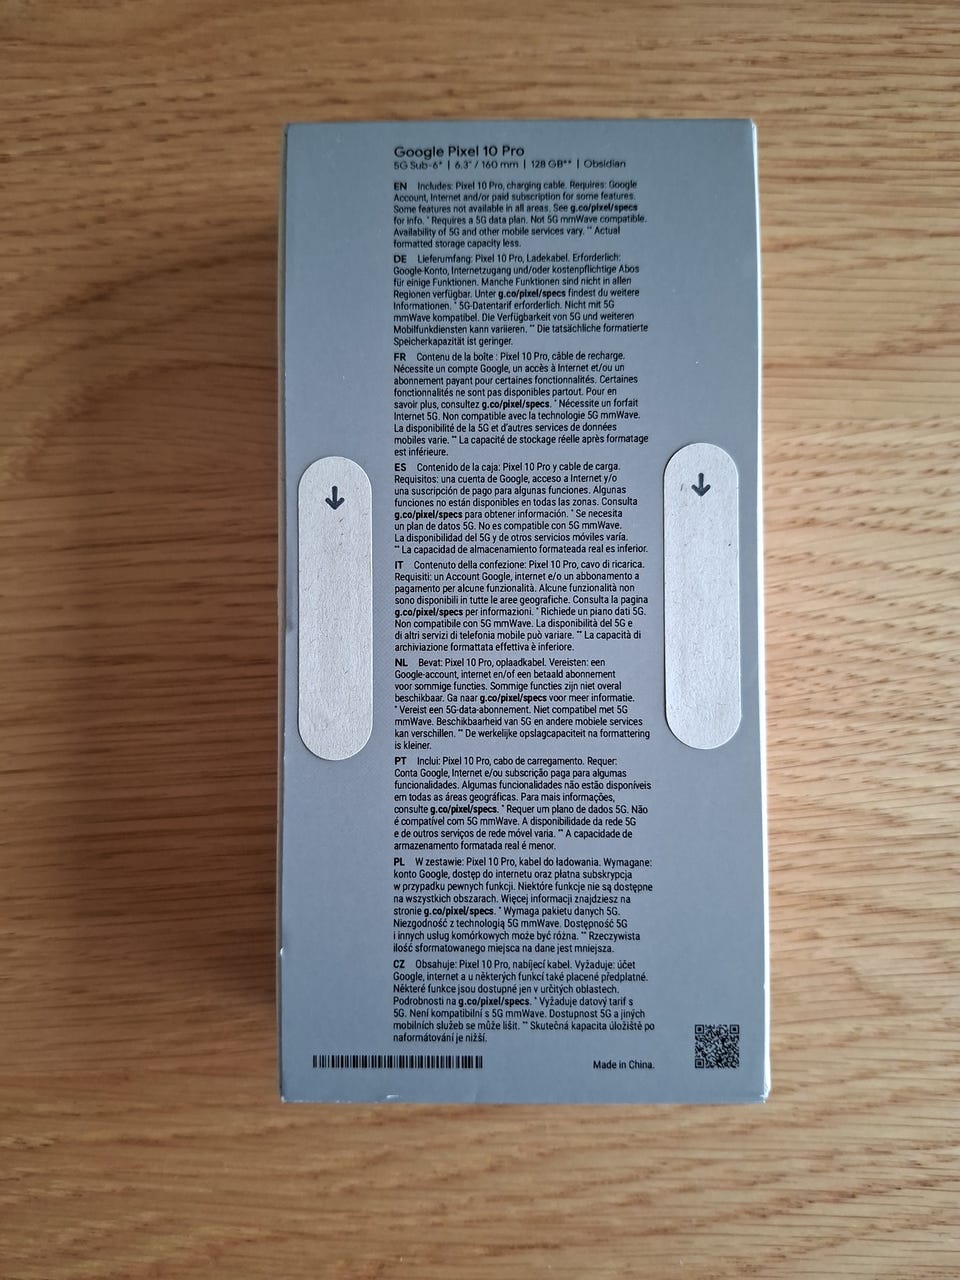 Google Pixel 10 Pro
5G Sub-6* | 6.3" / 160 mm | 128 GB** | Obsidian
EN Includes: Pixel 10 Pro, charging cable. Requires: Google
Account, Internet and/or paid subscription for some features.
Some features not available in all areas. See g.co/pixel/specs
for info. * Requires a 5G data plan. Not 5G mmWave compatible.
Availability of 5G and other mobile services vary. ** Actual
formatted storage capacity less.
DE Lieferumfang: Pixel 10 Pro, Ladekabel. Erforderlich:
Google-Konto, Internetzugang und/oder kostenpflichtige Abos
für einige Funktionen. Manche Funktionen sind nicht in allen
Regionen verfügbar. Unter g.co/pixel/specs findest du weitere
Informationen. * 5G-Datentarif erforderlich. Nicht mit 5G
mmWave kompatibel. Die Verfügbarkeit von 5G und weiteren
Mobilfunkdiensten kann variieren. ** Die tatsächliche formatierte
Speicherkapazität ist geringer.
FR Contenu de la boîte : Pixel 10 Pro, câble de recharge.
Nécessite un compte Google, un accès à Internet et/ou un
abonnement payant pour certaines fonctionnalités. Certaines
fonctionnalités ne sont pas disponibles partout. Pour en
savoir plus, consultez g.co/pixel/specs. * Nécessite un forfait
Internet 5G. Non compatible avec la technologie 5G mmWave.
La disponibilité de la 5G et d'autres services de données
mobiles varie. ** La capacité de stockage réelle après formatage
est inférieure.
ES Contenido de la caja: Pixel 10 Pro y cable de carga.
Requisitos: una cuenta de Google, acceso a Internet y/o
una suscripción de pago para algunas funciones. Algunas
funciones no están disponibles en todas las zonas. Consulta
g.co/pixel/specs para obtener información. * Se necesita
un plan de datos 5G. No es compatible con 5G mmWave.
La disponibilidad del 5G y de otros servicios móviles varía.
** La capacidad de almacenamiento formateada real es inferior.
IT Contenuto della confezione: Pixel 10 Pro, cavo di ricarica.
Requisiti: un Account Google, internet e/o un abbonamento a
pagamento per alcune funzionalità. Alcune funzionalità non
sono disponibili in tutte le aree geografiche. Consulta la pagina
g.co/pixel/specs per informazioni. * Richiede un piano dati 5G.
Non compatibile con 5G mmWave. La disponibilità del 5G e
di altri servizi di telefonia mobile può variare. ** La capacità di
archiviazione formattata effettiva è inferiore.
NL Bevat: Pixel 10 Pro, oplaadkabel. Vereisten: een
Google-account, internet en/of een betaald abonnement
voor sommige functies. Sommige functies zijn niet overal
beschikbaar. Ga naar g.co/pixel/specs voor meer informatie.
* Vereist een 5G-data-abonnement. Niet compatibel met 5G
mmWave. Beschikbaarheid van 5G en andere mobiele services
kan verschillen. ** De werkelijke opslagcapaciteit na formattering
is kleiner.
PT Inclui: Pixel 10 Pro, cabo de carregamento. Requer:
Conta Google, Internet e/ou subscrição paga para algumas
funcionalidades. Algumas funcionalidades não estão disponíveis
em todas as áreas geográficas. Para mais informações,
consulte g.co/pixel/specs. * Requer um plano de dados 5G. Não
é compatível com 5G mmWave. A disponibilidade da rede 5G
e de outros serviços de rede móvel varia. ** A capacidade de
armazenamento formatada real é menor.
PL W zestawie: Pixel 10 Pro, kabel do ładowania. Wymagane:
konto Google, dostęp do internetu oraz płatna subskrypcja
w przypadku pewnych funkcji. Niektóre funkcje nie są dostępne
na wszystkich obszarach. Więcej informacji znajdziesz na
stronie g.co/pixel/specs. * Wymaga pakietu danych 5G.
Niezgodność z technologią 5G mmWave. Dostępność 5G
i innych usług komórkowych może być różna. ** Rzeczywista
ilość sformatowanego miejsca na dane jest mniejsza.
CZ Obsahuje: Pixel 10 Pro, nabíjecí kabel. Vyžaduje: účet
Google, internet a u některých funkcí také placené předplatné.
Některé funkce jsou dostupné jen v určitých oblastech.
Podrobnosti na g.co/pixel/specs. * Vyžaduje datový tarif s
5G. Není kompatibilní s 5G mmWave. Dostupnost 5G a jiných
mobilních služeb se může lišit. ** Skutečná kapacita úložiště po
naformátování je nižší.
Made in China.